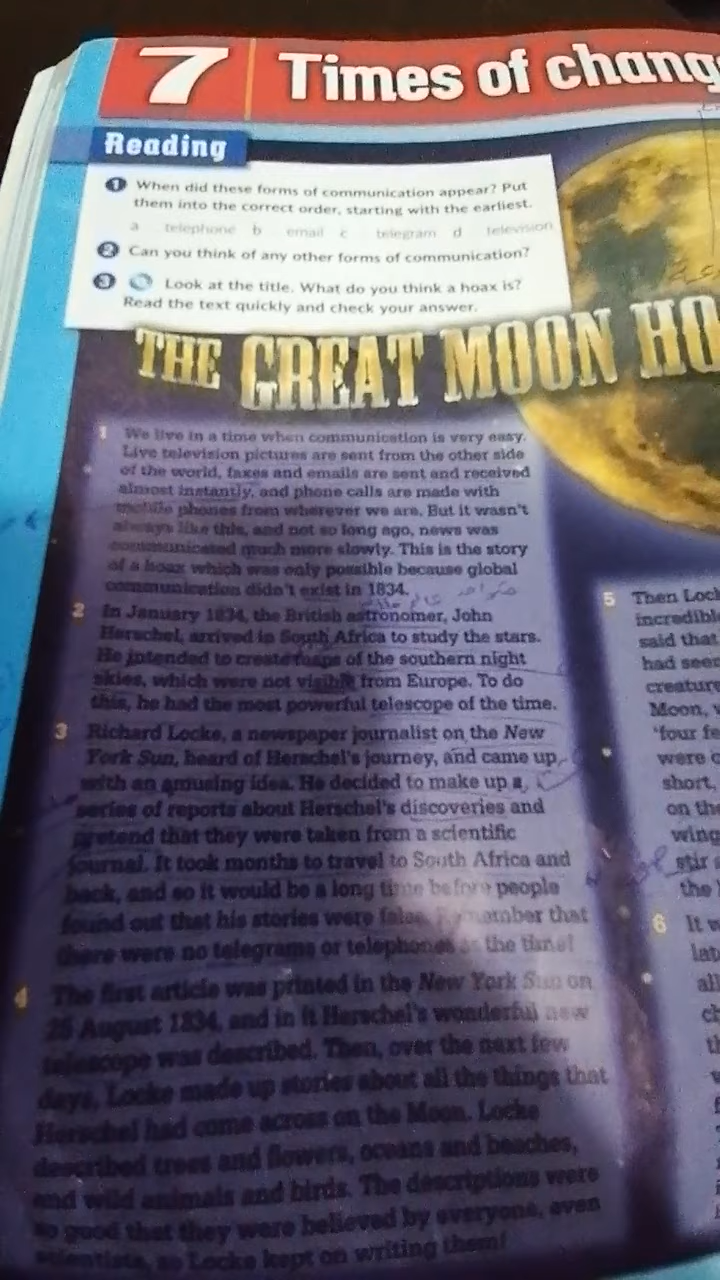 7 Times of chang
Reading
1 When did these forms of communication appear? Put
them into the correct order, starting with the earliest.
a telephone b email c telegram d television
2 Can you think of any other forms of communication?
3 Look at the title. What do you think a hoax is?
Read the text quickly and check your answer.
THE GREAT MOON HO
1 We live in a time when communication is very easy.
Live television pictures are sent from the other side
of the world, faxes and emails are sent and received
almost instantly, and phone calls are made with
mobile phones from wherever we are. But it wasn't
always like this, and not so long ago, news was
communicated much more slowly. This is the story
of a hoax which was only possible because global
communication didn't exist in 1834.
2 In January 1834, the British astronomer, John
Herschel, arrived in South Africa to study the stars.
He intended to create maps of the southern night
skies, which were not visible from Europe. To do
this, he had the most powerful telescope of the time.
3 Richard Locke, a newspaper journalist on the New
York Sun, heard of Herschel's journey, and came up
with an amusing idea. He decided to make up a
series of reports about Herschel's discoveries and
pretend that they were taken from a scientific
journal. It took months to travel to South Africa and
back, and so it would be a long time before people
found out that his stories were false. Remember that
there were no telegrams or telephones at the time!
4 The first article was printed in the New York Sun on
25 August 1834, and in it Herschel's wonderful new
telescope was described. Then, over the next few
days, Locke made up stories about all the things that
Herschel had come across on the Moon. Locke
described trees and flowers, oceans and beaches,
and wild animals and birds. The descriptions were
so good that they were believed by everyone, even
scientists, so Locke kept on writing them!
5 Then Lock
incredible
said that
had seen
creature
Moon, w
'four fe
were c
short,
on the
wing
stir
the
6 It w
lat
all
ch
th